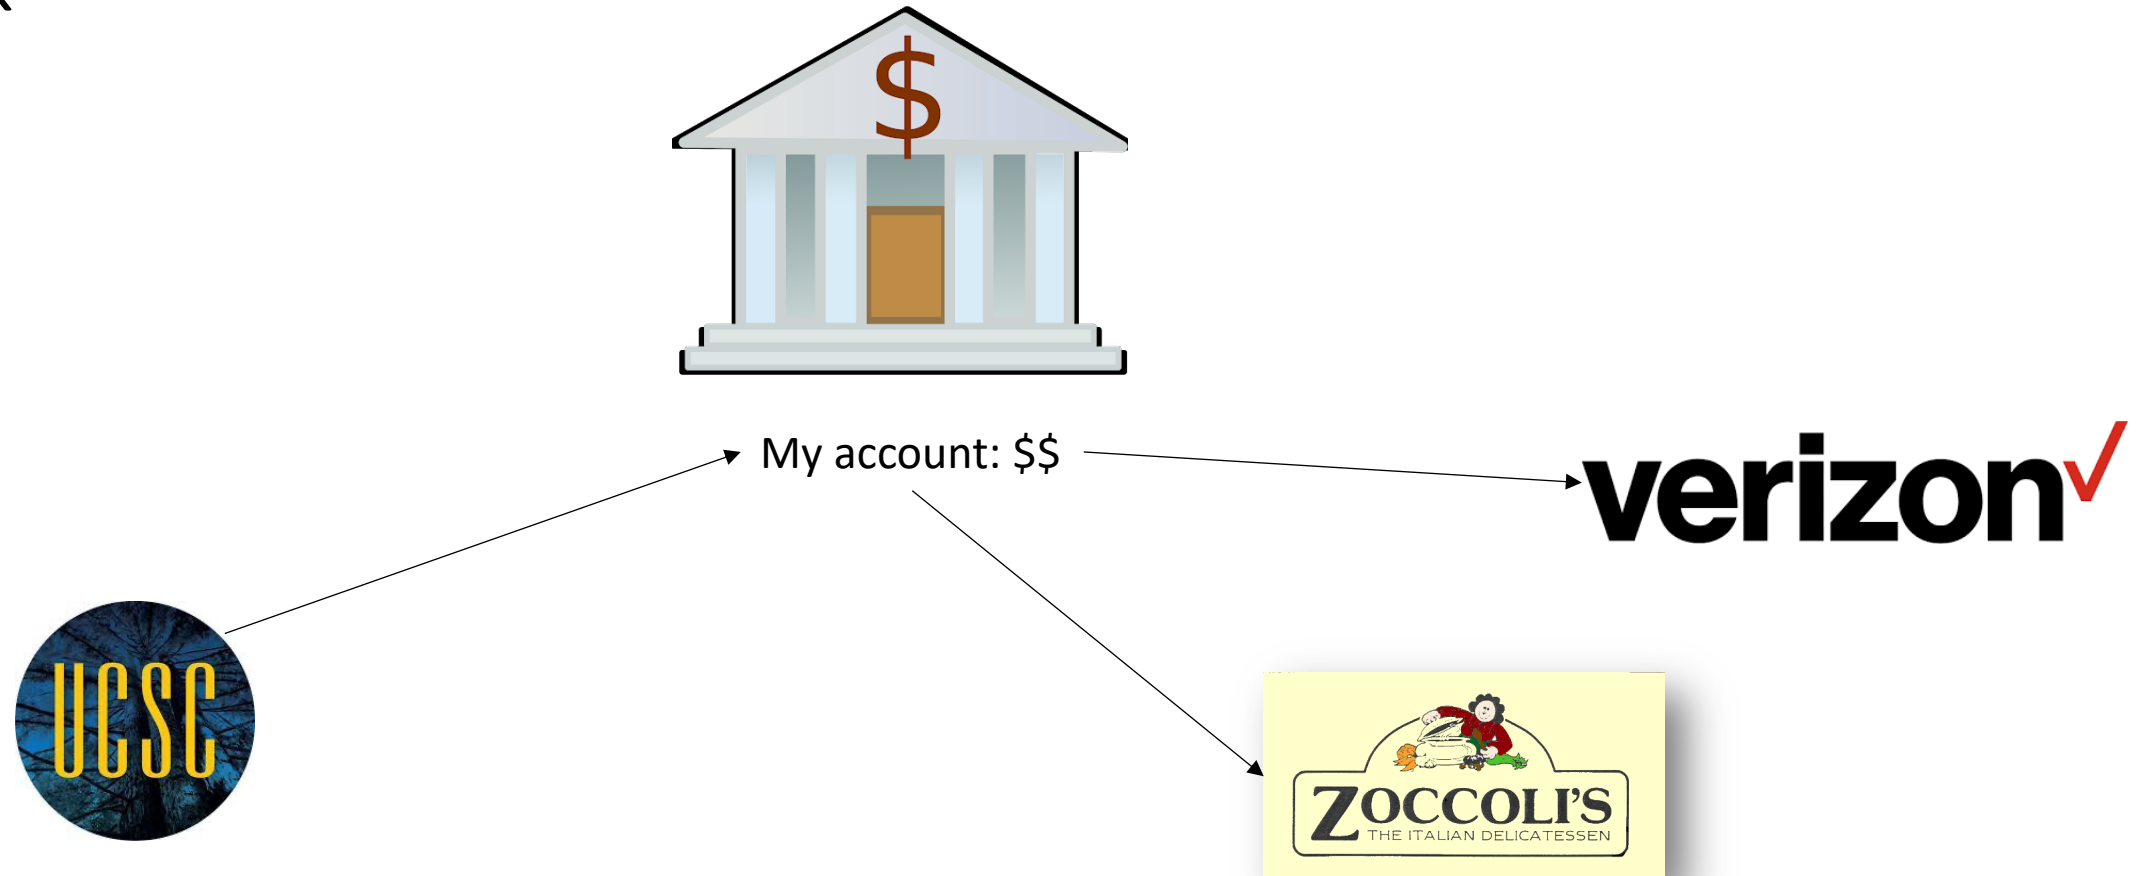 $
My account: $$
verizon
UCSC
ZOCCOLI'S
THE ITALIAN DELICATESSEN